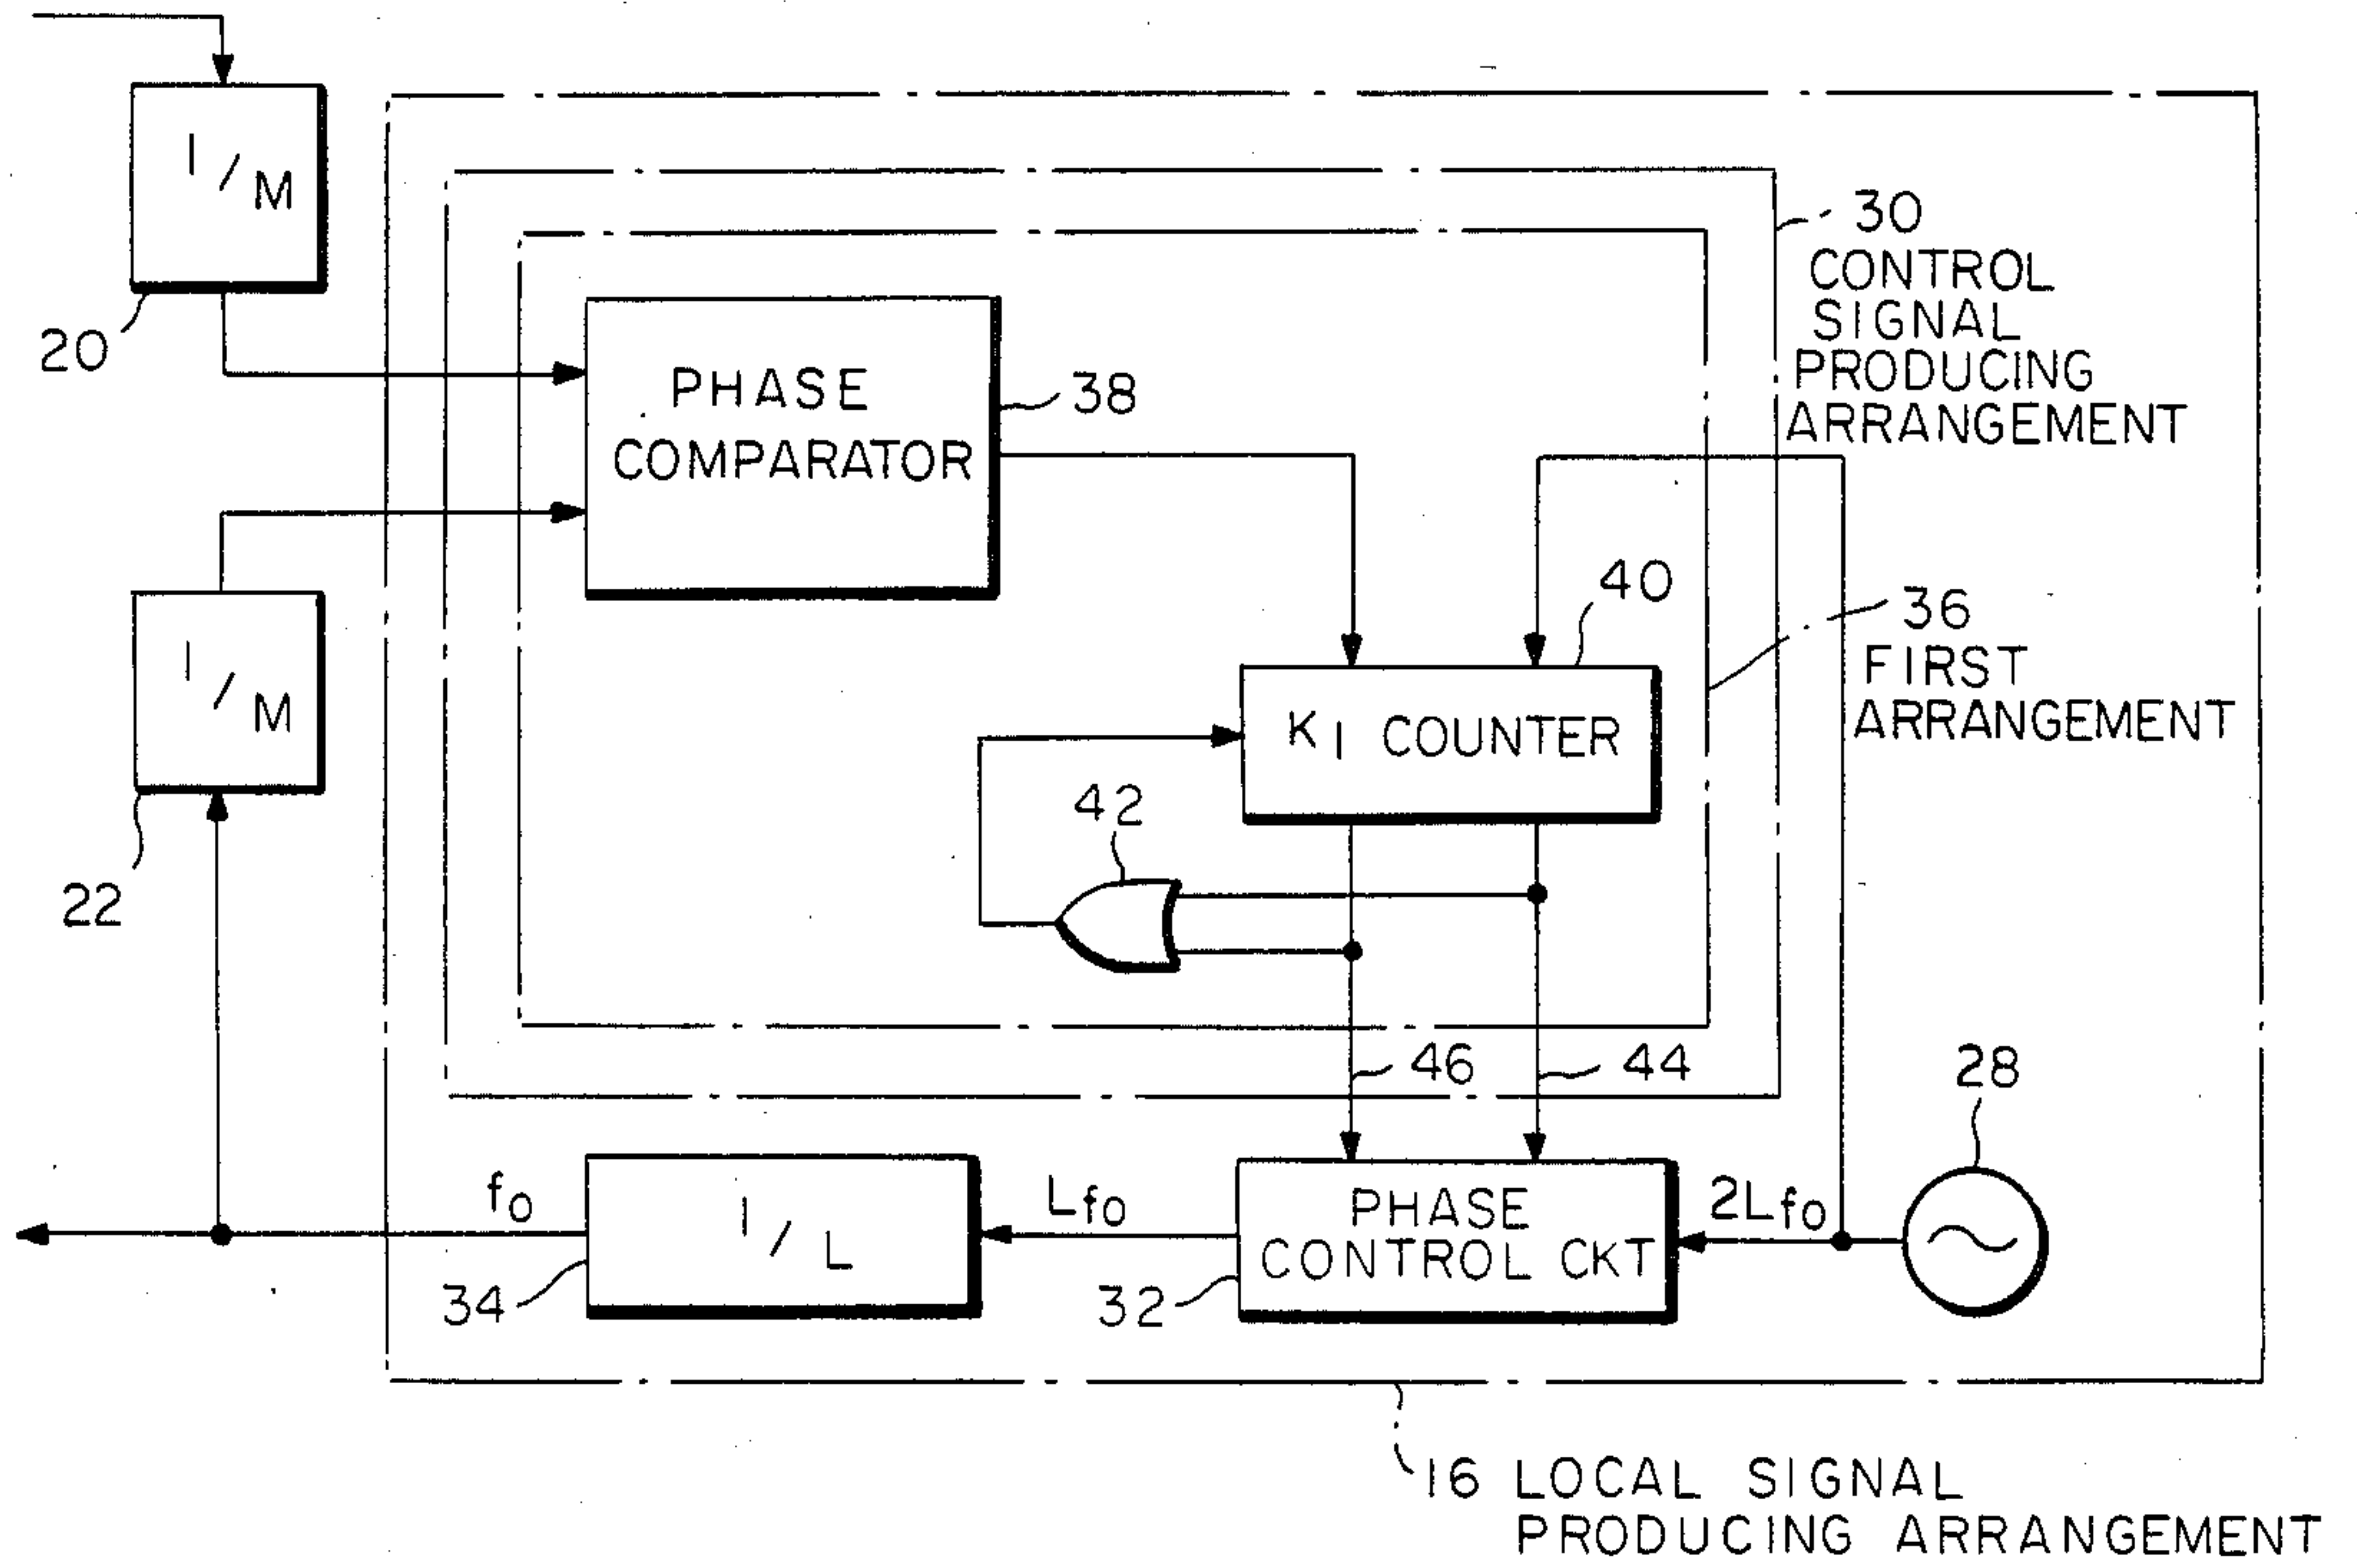 1/M
20
30
CONTROL
SIGNAL
PRODUCING
ARRANGEMENT
PHASE
COMPARATOR
38
40
36
FIRST
ARRANGEMENT
1/M
22
K1 COUNTER
42
46
44
28
fo
1/L
34
Lfo
PHASE
CONTROL CKT
32
2Lfo
16 LOCAL SIGNAL
PRODUCING ARRANGEMENT